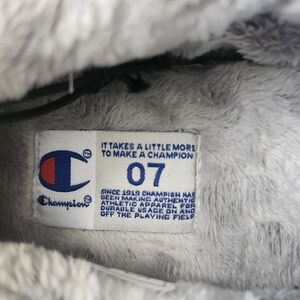 IT TAKES A LITTLE MORE
TO MAKE A CHAMPION
07
Champion®
SINCE 1919 CHAMPION HAS
BEEN MAKING AUTHENTIC
ATHLETIC APPAREL FOR
DURABLE USAGE ON AND
OFF THE PLAYING FIELD